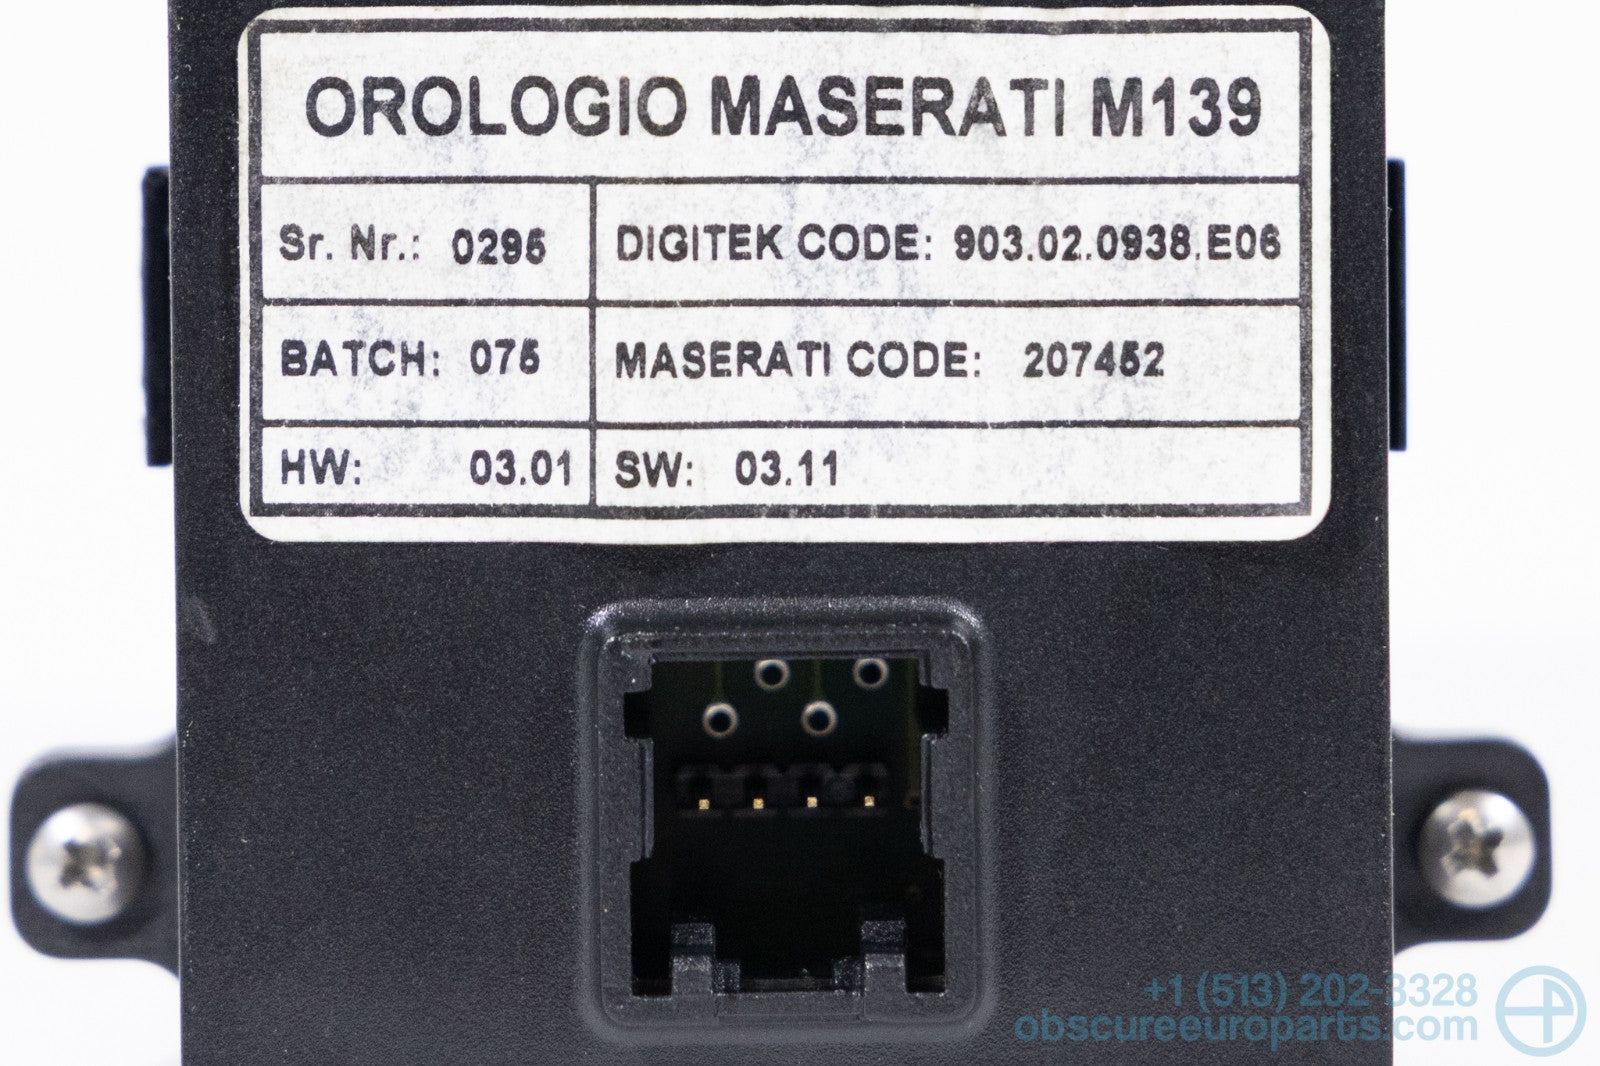 OROLOGIO MASERATI M139
Sr. Nr.: 0295 DIGITEK CODE: 903.02.0938.E06
BATCH: 075 MASERATI CODE: 207452
HW: 03.01 SW: 03.11
+1 (513) 202-3328
obscureeuroparts.com